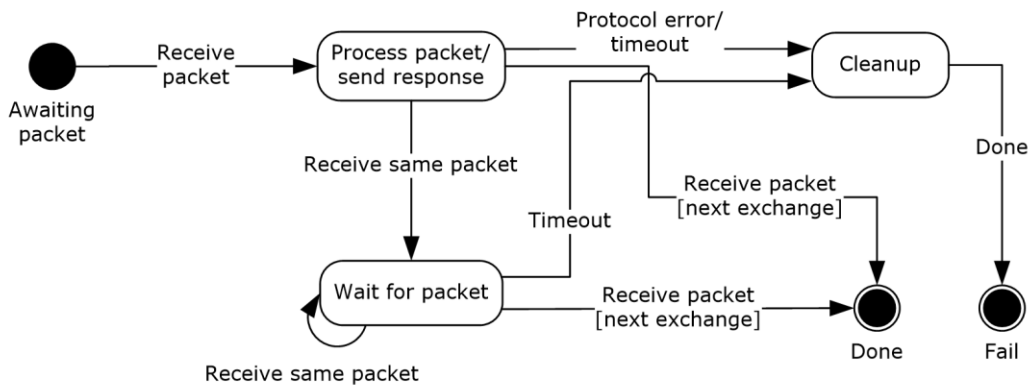 Protocol error/
timeout
Receive
packet
Process packet/
send response
Cleanup
Awaiting
packet
Done
Receive same packet
Receive packet
[next exchange]
Timeout
Wait for packet
Receive packet
[next exchange]
Done
Fail
Receive same packet